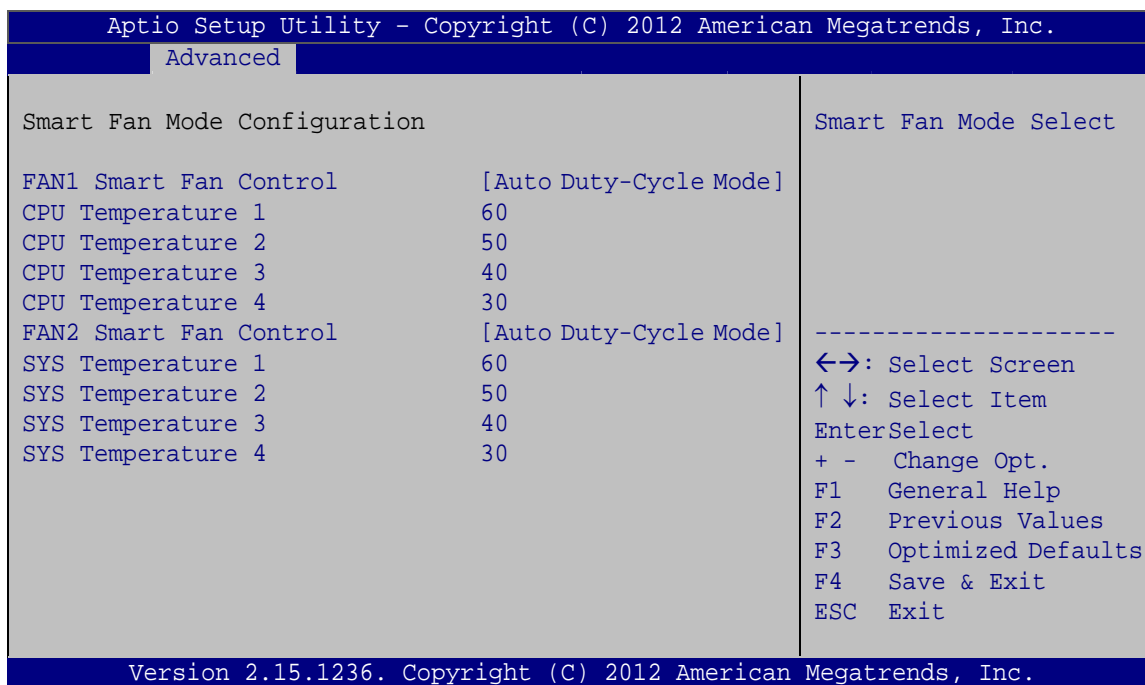 Aptio Setup Utility – Copyright (C) 2012 American Megatrends, Inc.
Advanced
Smart Fan Mode Configuration
FAN1 Smart Fan Control [Auto Duty-Cycle Mode]
CPU Temperature 1 60
CPU Temperature 2 50
CPU Temperature 3 40
CPU Temperature 4 30
FAN2 Smart Fan Control [Auto Duty-Cycle Mode]
SYS Temperature 1 60
SYS Temperature 2 50
SYS Temperature 3 40
SYS Temperature 4 30
Smart Fan Mode Select
---------------------
←→: Select Screen
↑ ↓: Select Item
EnterSelect
+ - Change Opt.
F1 General Help
F2 Previous Values
F3 Optimized Defaults
F4 Save & Exit
ESC Exit
Version 2.15.1236. Copyright (C) 2012 American Megatrends, Inc.